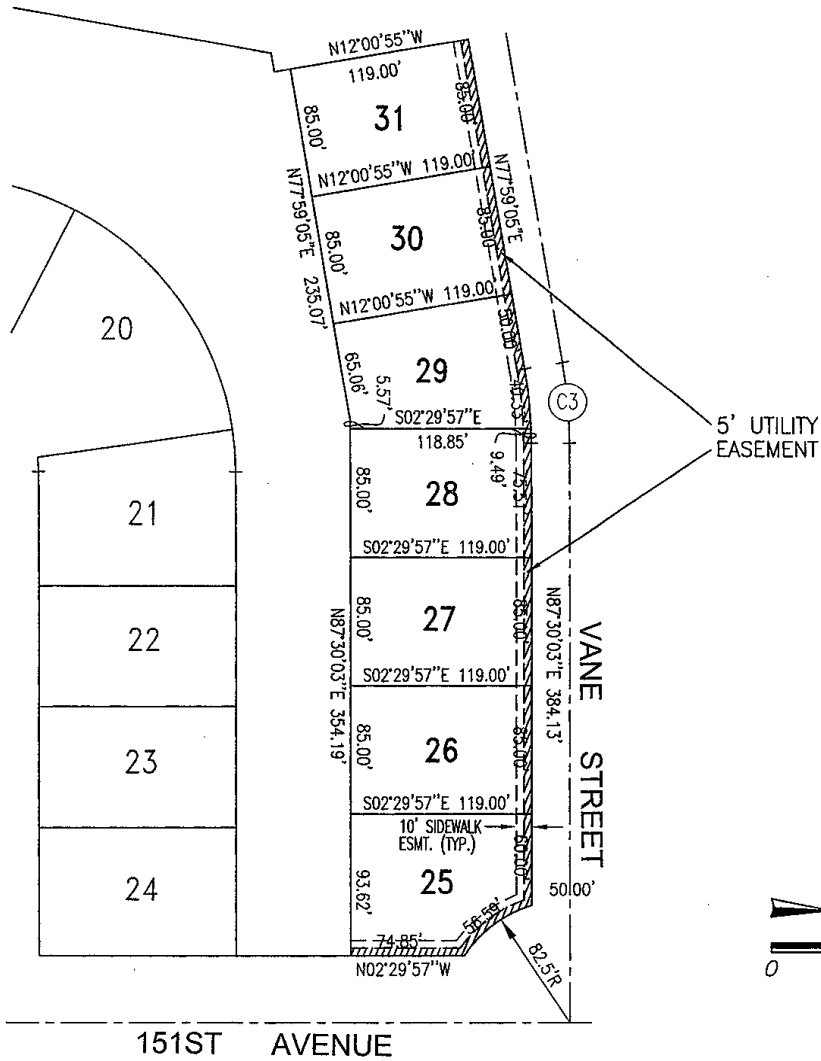 N12°00'55"W
119.00'
85.00'
31
85.00'
N12°00'55"W 119.00'
N77°59'05"E
N77°59'05"E 235.07'
85.00'
30
85.00'
N12°00'55"W 119.00'
20
65.06'
5.57'
29
50.00
40.33
C3
S02°29'57"E
118.85'
9.49'
5' UTILITY
EASEMENT
21
85.00'
28
75.51
S02°29'57"E 119.00'
22
85.00'
27
85.00'
N87°30'03"E 354.19'
N87°30'03"E 384.13'
VANE STREET
S02°29'57"E 119.00'
23
85.00'
26
85.00'
S02°29'57"E 119.00'
10' SIDEWALK
ESMT. (TYP.)
24
93.62'
25
60.00'
50.00'
56.59'
74.85'
82.5'R
N02°29'57"W
0
151ST AVENUE